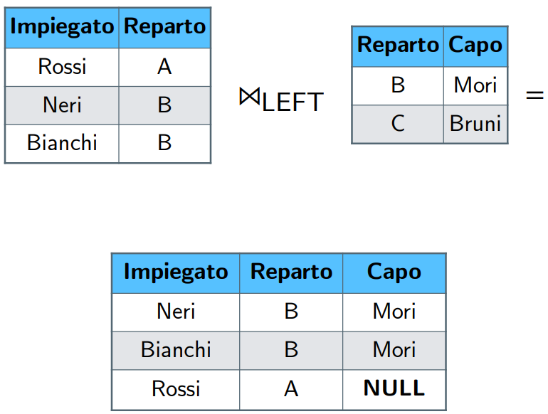 Impiegato Reparto
Rossi A
Neri B
Bianchi B
⋈LEFT
Reparto Capo
B Mori
C Bruni
=
Impiegato Reparto Capo
Neri B Mori
Bianchi B Mori
Rossi A NULL